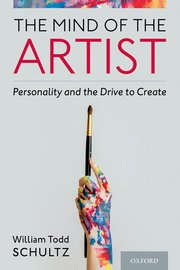 THE MIND OF THE
ARTIST
Personality and the Drive to Create
William Todd
SCHULTZ
OXFORD